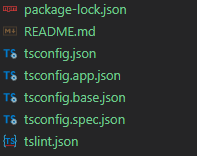 package-lock.json
README.md
tsconfig.json
tsconfig.app.json
tsconfig.base.json
tsconfig.spec.json
tslint.json